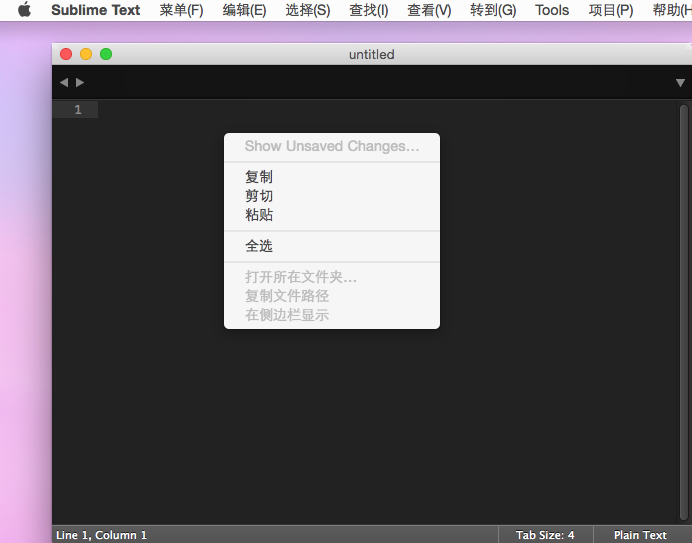 Sublime Text 菜单(F) 编辑(E) 选择(S) 查找(I) 查看(V) 转到(G) Tools 项目(P) 帮助(H
untitled
1
Show Unsaved Changes…
复制
剪切
粘贴
全选
打开所在文件夹…
复制文件路径
在侧边栏显示
Line 1, Column 1 Tab Size: 4 Plain Text